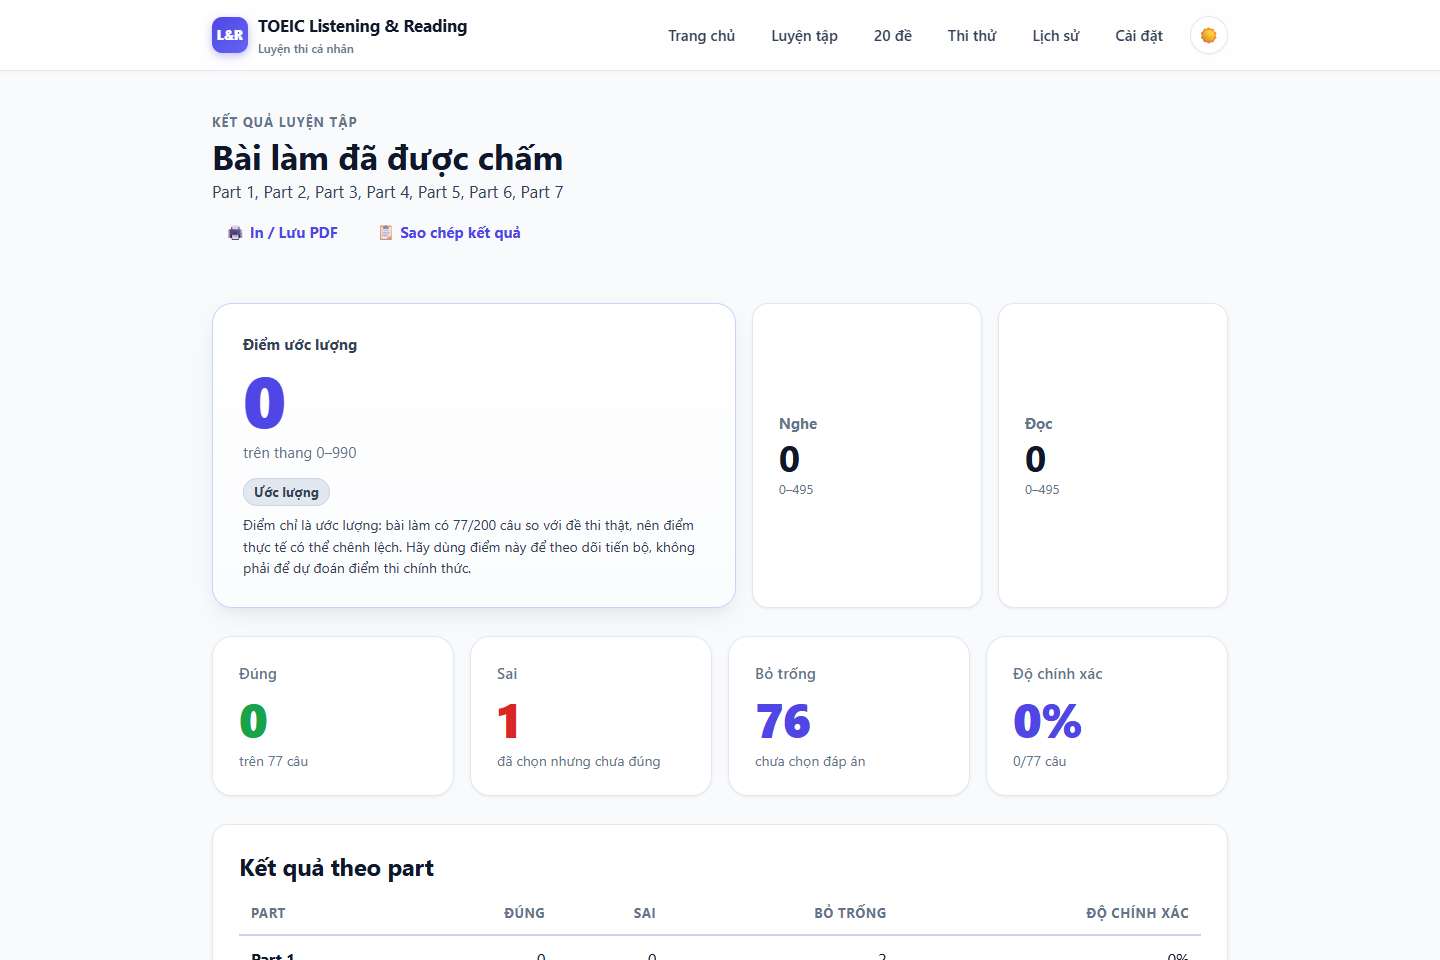 L&R
TOEIC Listening & Reading
Luyện thi cá nhân
Trang chủ
Luyện tập
20 đề
Thi thử
Lịch sử
Cài đặt
KẾT QUẢ LUYỆN TẬP
Bài làm đã được chấm
Part 1, Part 2, Part 3, Part 4, Part 5, Part 6, Part 7
In / Lưu PDF
Sao chép kết quả
Điểm ước lượng
0
trên thang 0–990
Ước lượng
Điểm chỉ là ước lượng: bài làm có 77/200 câu so với đề thi thật, nên điểm
thực tế có thể chênh lệch. Hãy dùng điểm này để theo dõi tiến bộ, không
phải để dự đoán điểm thi chính thức.
Nghe
0
0–495
Đọc
0
0–495
Đúng
0
trên 77 câu
Sai
1
đã chọn nhưng chưa đúng
Bỏ trống
76
chưa chọn đáp án
Độ chính xác
0%
0/77 câu
Kết quả theo part
PART ĐÚNG SAI BỎ TRỐNG ĐỘ CHÍNH XÁC
Part 1 0 0 2 0%